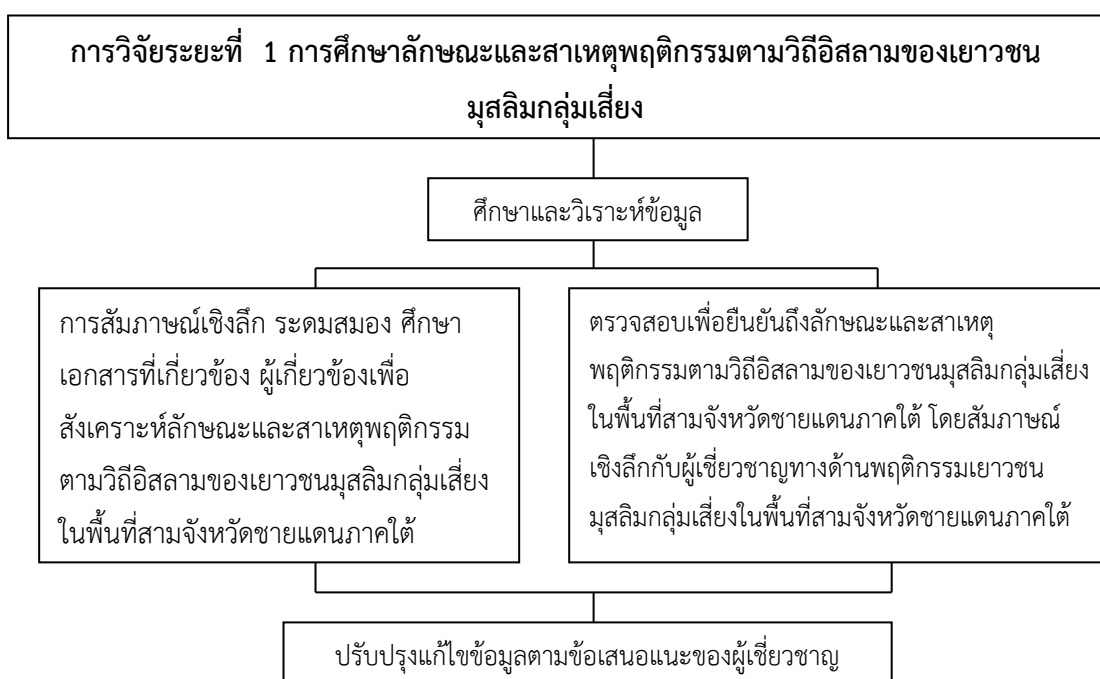 การวิจัยระยะที่ 1 การศึกษาลักษณะและสาเหตุพฤติกรรมตามวิถีอิสลามของเยาวชน
มุสลิมกลุ่มเสี่ยง
ศึกษาและวิเราะห์ข้อมูล
การสัมภาษณ์เชิงลึก ระดมสมอง ศึกษา
เอกสารที่เกี่ยวข้อง ผู้เกี่ยวข้องเพื่อ
สังเคราะห์ลักษณะและสาเหตุพฤติกรรม
ตามวิถีอิสลามของเยาวชนมุสลิมกลุ่มเสี่ยง
ในพื้นที่สามจังหวัดชายแดนภาคใต้
ตรวจสอบเพื่อยืนยันถึงลักษณะและสาเหตุ
พฤติกรรมตามวิถีอิสลามของเยาวชนมุสลิมกลุ่มเสี่ยง
ในพื้นที่สามจังหวัดชายแดนภาคใต้ โดยสัมภาษณ์
เชิงลึกกับผู้เชี่ยวชาญทางด้านพฤติกรรมเยาวชน
มุสลิมกลุ่มเสี่ยงในพื้นที่สามจังหวัดชายแดนภาคใต้
ปรับปรุงแก้ไขข้อมูลตามข้อเสนอแนะของผู้เชี่ยวชาญ